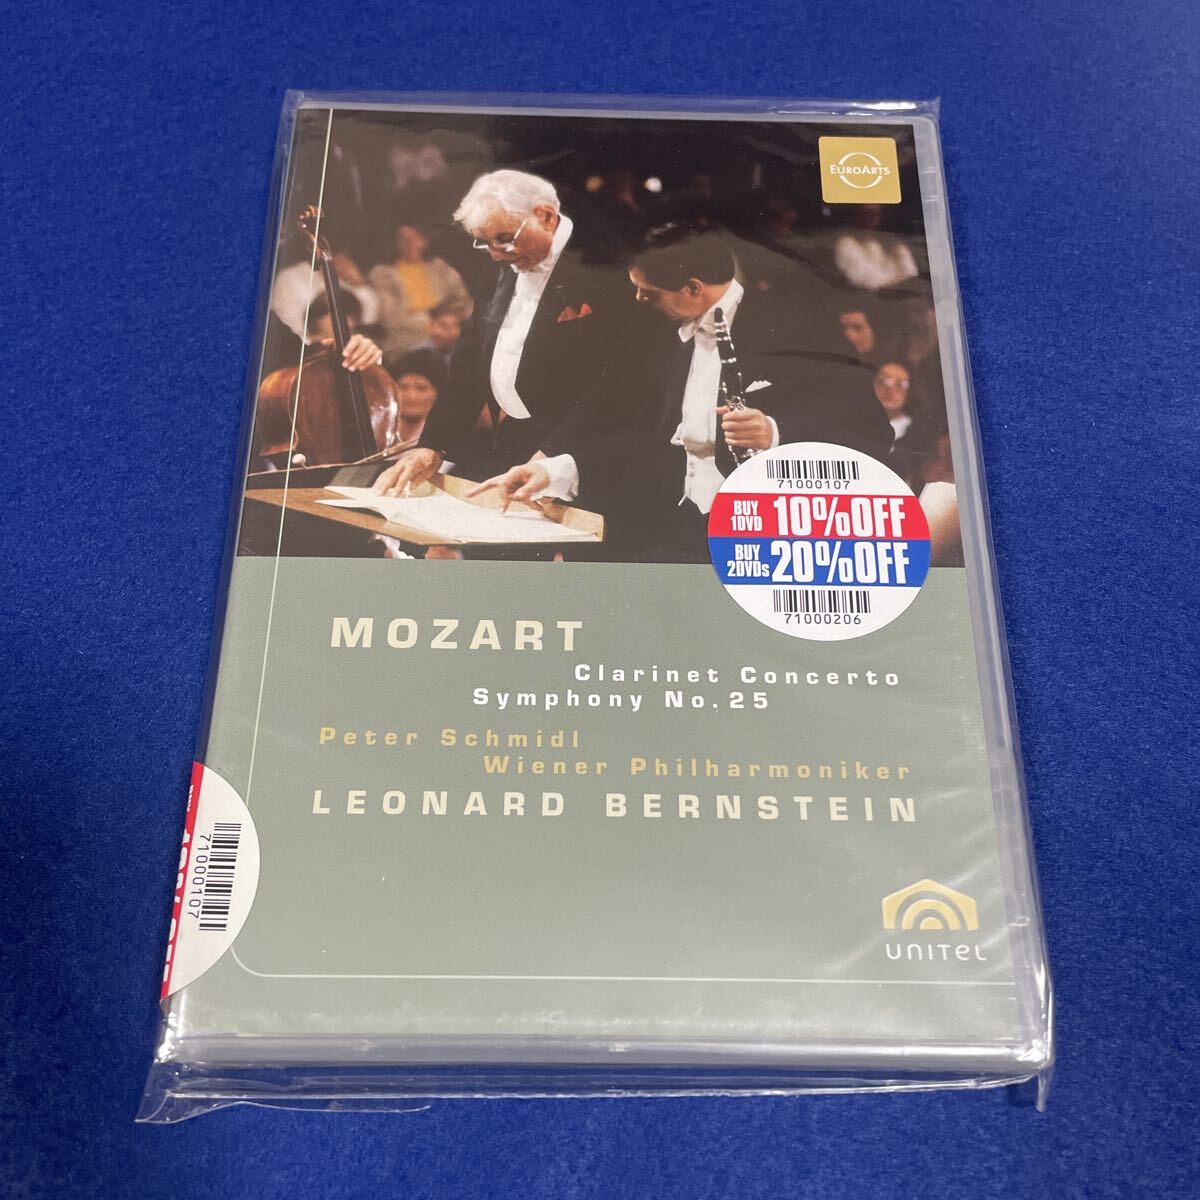 EUROARTS
71000107
BUY 1DVD 10%OFF
BUY 2DVDs 20%OFF
71000206
MOZART
Clarinet Concerto
Symphony No.25
Peter Schmidl
Wiener Philharmoniker
LEONARD BERNSTEIN
71000107
UNITEL